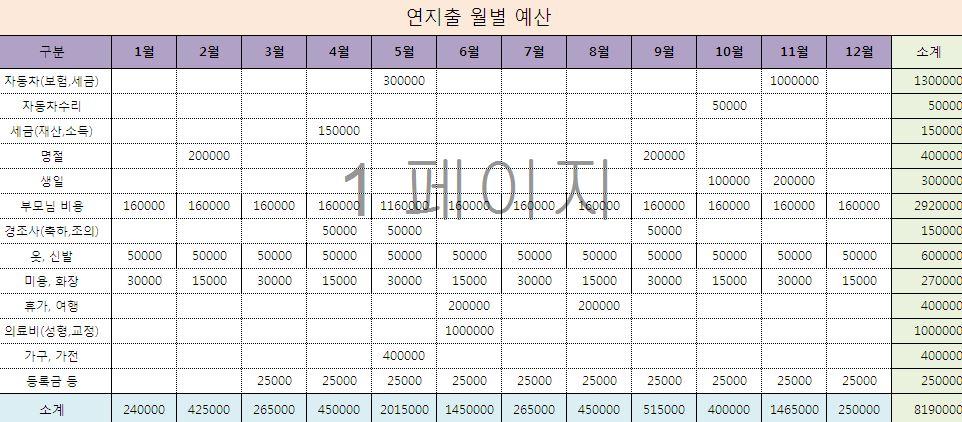 연지출 월별 예산
구분 1월 2월 3월 4월 5월 6월 7월 8월 9월 10월 11월 12월 소계
자동차(보험,세금) 300000 1000000 1300000
자동차수리 50000 50000
세금(재산,소득) 150000 150000
명절 200000 200000 400000
생일 100000 200000 300000
부모님 비용 160000 160000 160000 160000 1160000 160000 160000 160000 160000 160000 160000 160000 2920000
경조사(축하,조의) 50000 50000 50000 150000
옷, 신발 50000 50000 50000 50000 50000 50000 50000 50000 50000 50000 50000 50000 600000
미용, 화장 30000 15000 30000 15000 30000 15000 30000 15000 30000 15000 30000 15000 270000
휴가, 여행 200000 200000 400000
의료비(성형,교정) 1000000 1000000
가구, 가전 400000 400000
등록금 등 25000 25000 25000 25000 25000 25000 25000 25000 25000 25000 250000
소계 240000 425000 265000 450000 2015000 1450000 265000 450000 515000 400000 1465000 250000 8190000
1 페이지